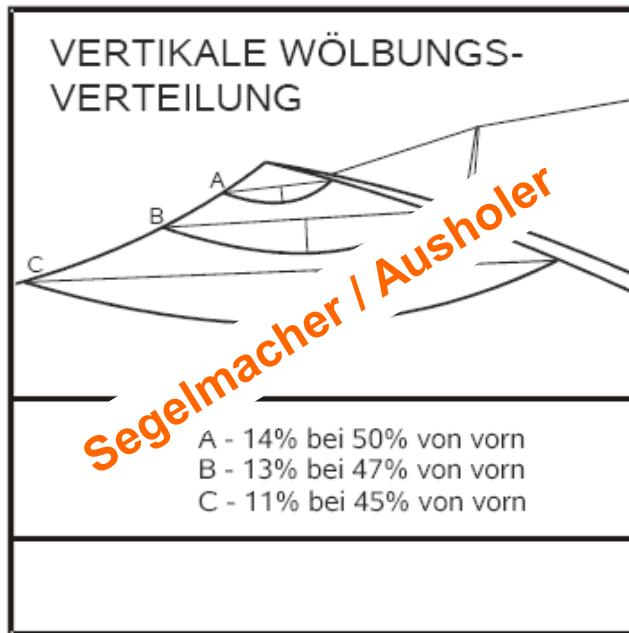 VERTIKALE WÖLBUNGS-
VERTEILUNG
A
B
C
Segelmacher / Ausholer
A - 14% bei 50% von vorn
B - 13% bei 47% von vorn
C - 11% bei 45% von vorn